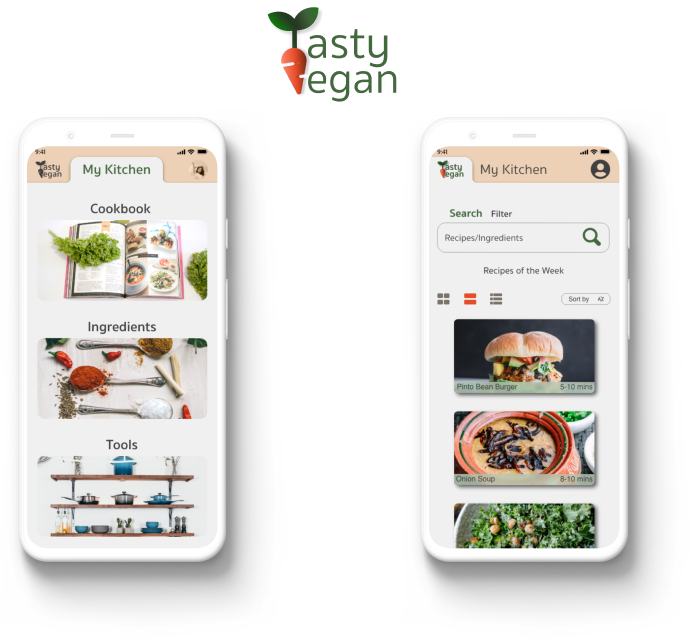 Tasty
Vegan
9:41
Tasty
Vegan
My Kitchen
Cookbook
Ingredients
Tools
9:41
Tasty
Vegan
My Kitchen
Search Filter
Recipes/Ingredients
Recipes of the Week
Sort by AZ
Pinto Bean Burger 5-10 mins
Onion Soup 8-10 mins